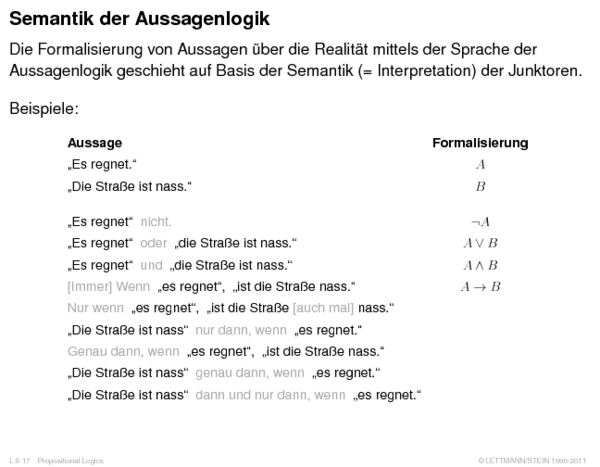 Semantik der Aussagenlogik
Die Formalisierung von Aussagen über die Realität mittels der Sprache der
Aussagenlogik geschieht auf Basis der Semantik (= Interpretation) der Junktoren.
Beispiele:
Aussage Formalisierung
„Es regnet.“ A
„Die Straße ist nass.“ B
„Es regnet“ nicht. ¬A
„Es regnet“ oder „die Straße ist nass.“ A ∨ B
„Es regnet“ und „die Straße ist nass.“ A ∧ B
[Immer] Wenn „es regnet“, „ist die Straße nass.“ A → B
Nur wenn „es regnet“, „ist die Straße [auch mal] nass.“
„Die Straße ist nass“ nur dann, wenn „es regnet.“
Genau dann, wenn „es regnet“, „ist die Straße nass.“
„Die Straße ist nass“ genau dann, wenn „es regnet.“
„Die Straße ist nass“ dann und nur dann, wenn „es regnet.“
L:II-17 Propositional Logics © LETTMANN/STEIN 1996-2011